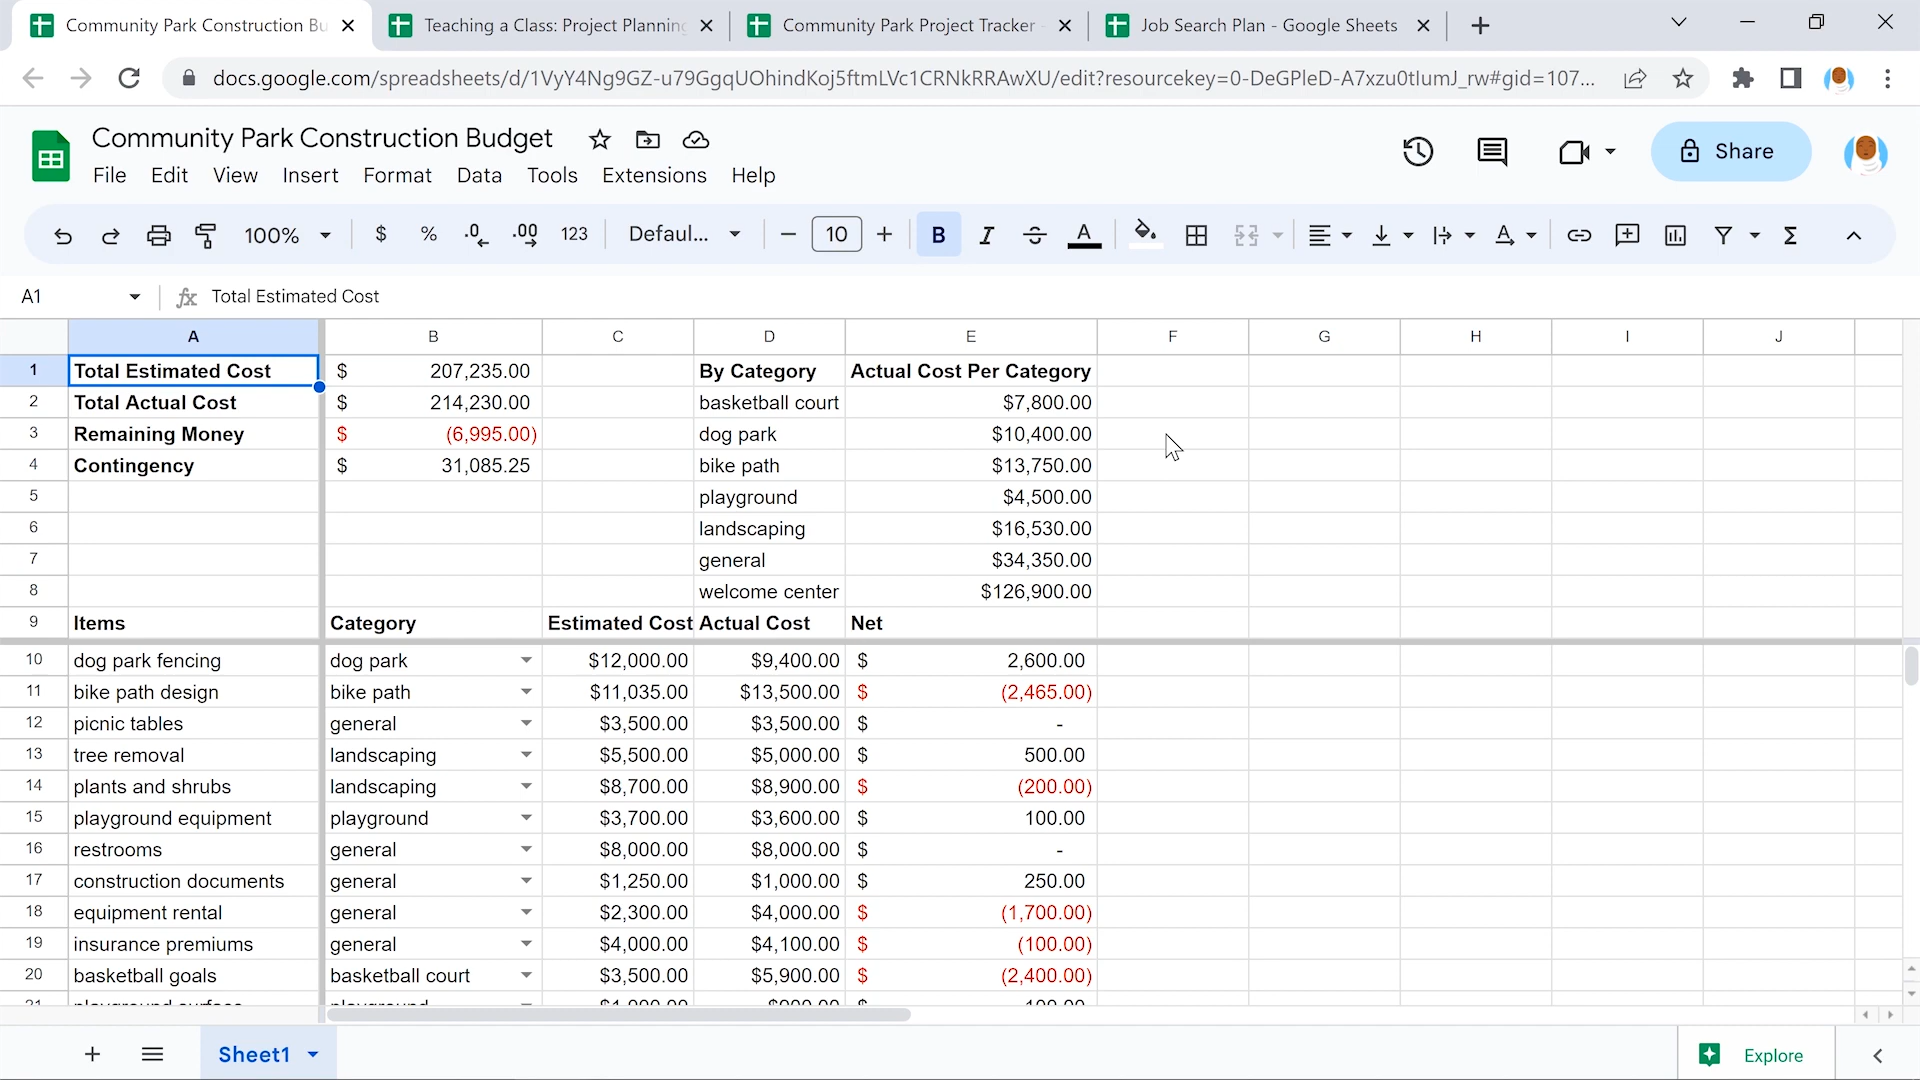 Community Park Construction Bu
Teaching a Class: Project Planning
Community Park Project Tracker
Job Search Plan - Google Sheets
docs.google.com/spreadsheets/d/1VyY4Ng9GZ-u79GgqUOhindKoj5ftmLVc1CRNkRRAwXU/edit?resourcekey=0-DeGPleD-A7xzu0tIumJ_rw#gid=107...
Community Park Construction Budget
File Edit View Insert Format Data Tools Extensions Help
Share
100% $ % .0 .00 123 Defaul... 10 B I A
A1 fx Total Estimated Cost
A B C D E F G H I J
1 Total Estimated Cost $ 207,235.00 By Category Actual Cost Per Category
2 Total Actual Cost $ 214,230.00 basketball court $7,800.00
3 Remaining Money $ (6,995.00) dog park $10,400.00
4 Contingency $ 31,085.25 bike path $13,750.00
5 playground $4,500.00
6 landscaping $16,530.00
7 general $34,350.00
8 welcome center $126,900.00
9 Items Category Estimated Cost Actual Cost Net
10 dog park fencing dog park $12,000.00 $9,400.00 $ 2,600.00
11 bike path design bike path $11,035.00 $13,500.00 $ (2,465.00)
12 picnic tables general $3,500.00 $3,500.00 $ -
13 tree removal landscaping $5,500.00 $5,000.00 $ 500.00
14 plants and shrubs landscaping $8,700.00 $8,900.00 $ (200.00)
15 playground equipment playground $3,700.00 $3,600.00 $ 100.00
16 restrooms general $8,000.00 $8,000.00 $ -
17 construction documents general $1,250.00 $1,000.00 $ 250.00
18 equipment rental general $2,300.00 $4,000.00 $ (1,700.00)
19 insurance premiums general $4,000.00 $4,100.00 $ (100.00)
20 basketball goals basketball court $3,500.00 $5,900.00 $ (2,400.00)
21 playground surface playground $1,000.00 $900.00 $ 100.00
Sheet1
Explore